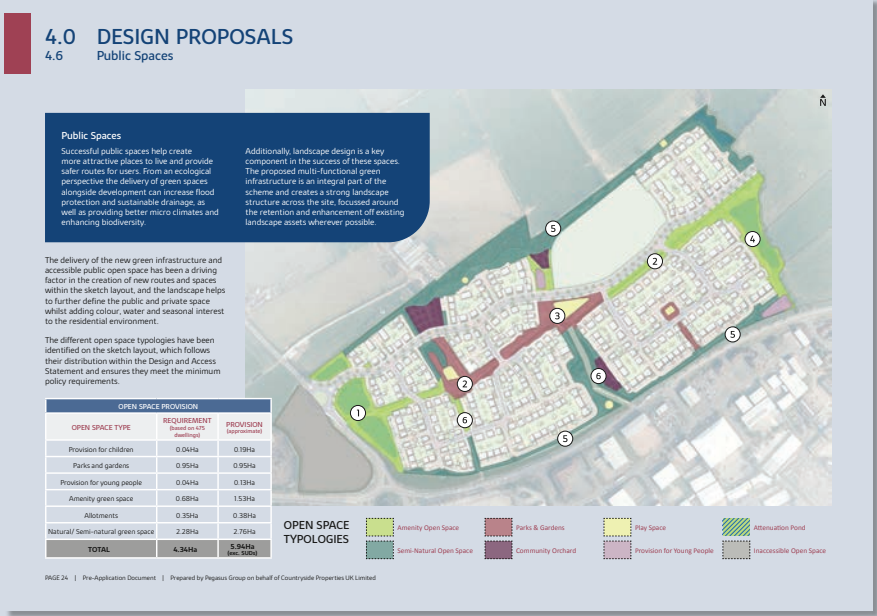 4.0 DESIGN PROPOSALS
4.6 Public Spaces
N
Public Spaces
Successful public spaces help create
more attractive places to live and provide
safer routes for users. From an ecological
perspective the delivery of green spaces
alongside development can increase flood
protection and sustainable drainage, as
well as providing better micro climates and
enhancing biodiversity.
Additionally, landscape design is a key
component in the success of these spaces.
The proposed multi-functional green
infrastructure is an integral part of the
scheme and creates a strong landscape
structure across the site, focussed around
the retention and enhancement off existing
landscape assets wherever possible.
The delivery of the new green infrastructure and
accessible public open space has been a driving
factor in the creation of new routes and spaces
within the sketch layout, and the landscape helps
to further define the public and private space
whilst adding colour, water and seasonal interest
to the residential environment.
The different open space typologies have been
identified on the sketch layout, which follows
their distribution within the Design and Access
Statement and ensures they meet the minimum
policy requirements.
5
4
2
3
5
6
2
1
6
5
OPEN SPACE PROVISION
OPEN SPACE TYPE REQUIREMENT (based on 475 dwellings) PROVISION (approximate)
Provision for children 0.04Ha 0.19Ha
Parks and gardens 0.95Ha 0.95Ha
Provision for young people 0.04Ha 0.13Ha
Amenity green space 0.68Ha 1.53Ha
Allotments 0.35Ha 0.38Ha
Natural/ Semi-natural green space 2.28Ha 2.76Ha
TOTAL 4.34Ha 5.94Ha (exc. SUDs)
OPEN SPACE
TYPOLOGIES
Amenity Open Space Parks & Gardens Play Space Attenuation Pond
Semi-Natural Open Space Community Orchard Provision for Young People Inaccessible Open Space
PAGE 24 | Pre-Application Document | Prepared by Pegasus Group on behalf of Countryside Properties UK Limited